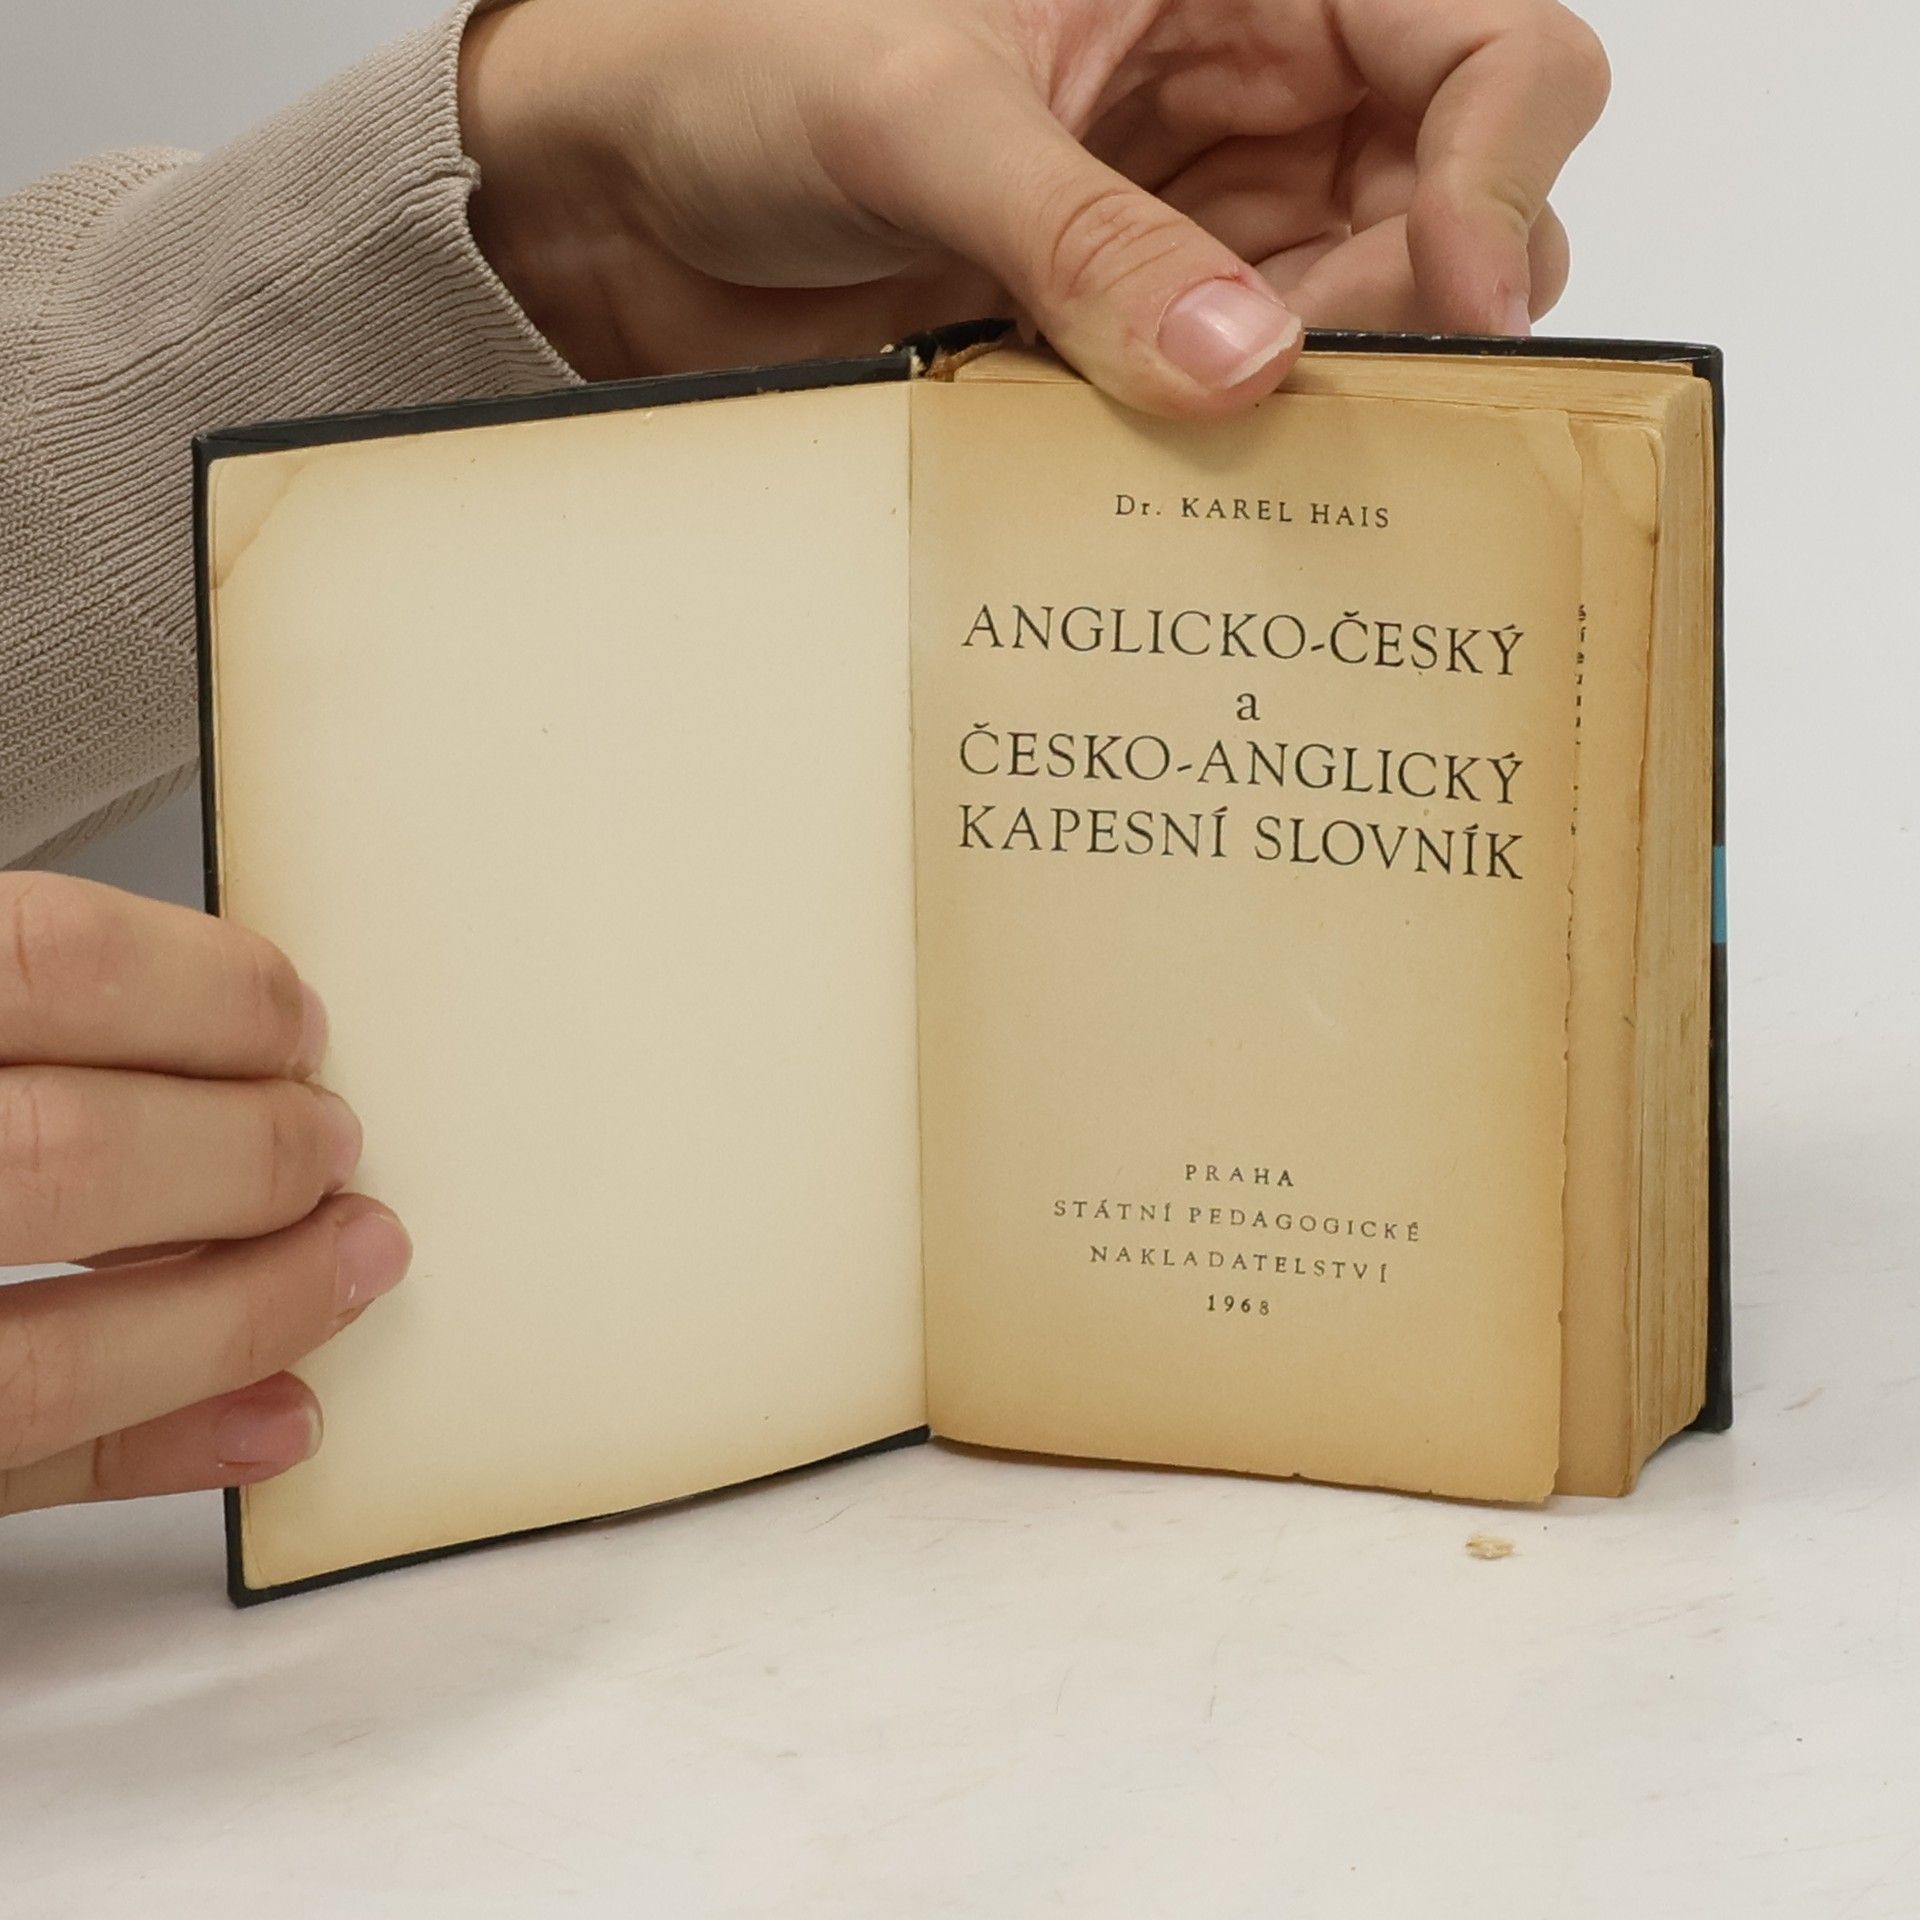 Dr. KAREL HAIS
ANGLICKO-ČESKÝ
a
ČESKO-ANGLICKÝ
KAPESNÍ SLOVNÍK
PRAHA
STÁTNÍ PEDAGOGICKÉ
NAKLADATELSTVÍ
1968